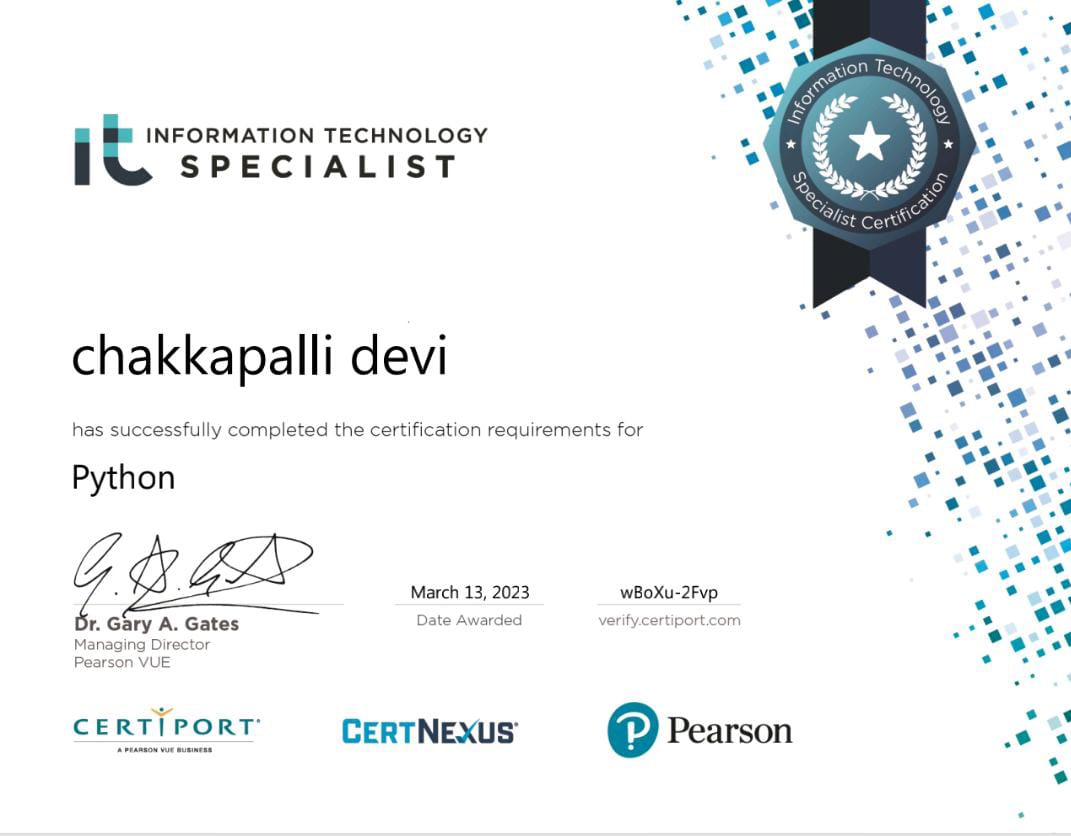 it INFORMATION TECHNOLOGY
SPECIALIST
Information Technology
Specialist Certification
chakkapalli devi
has successfully completed the certification requirements for
Python
March 13, 2023
wBoXu-2Fvp
Dr. Gary A. Gates
Date Awarded
verify.certiport.com
Managing Director
Pearson VUE
CERTIPORT
A PEARSON VUE BUSINESS
CERTNEXUS®
Pearson